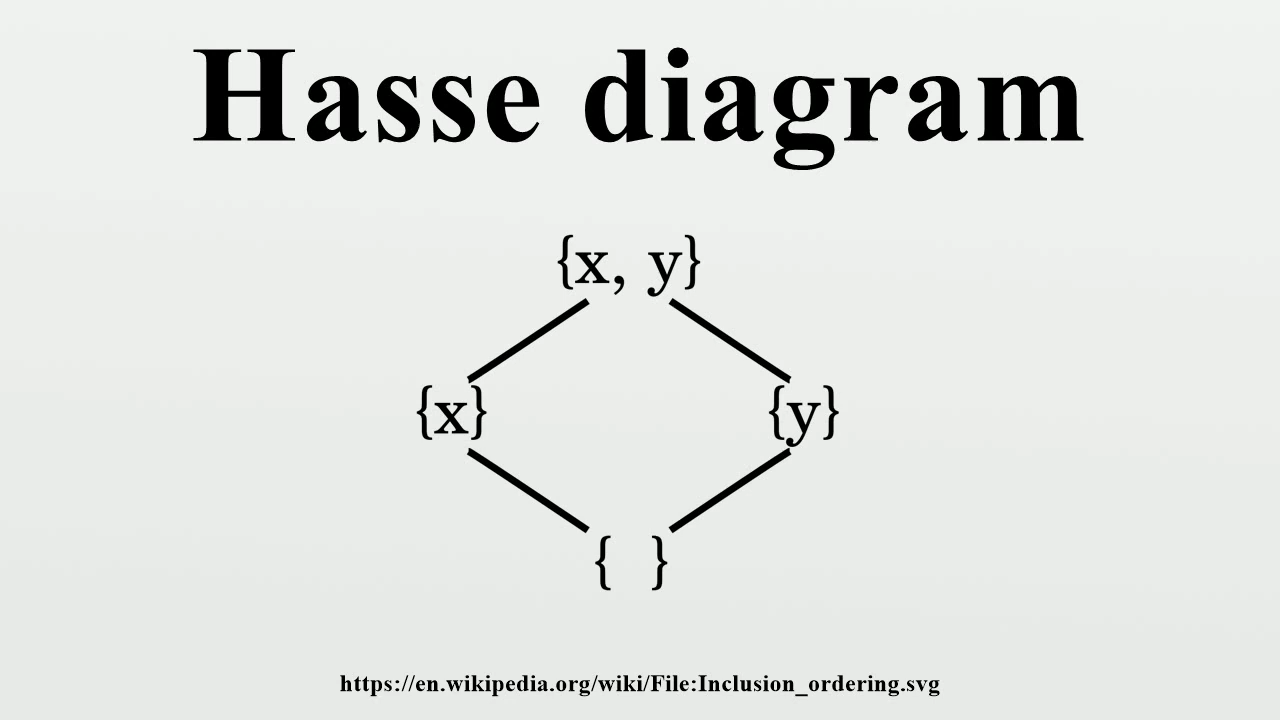 Hasse diagram
{x, y}
{x} {y}
{ }
https://en.wikipedia.org/wiki/File:Inclusion_ordering.svg